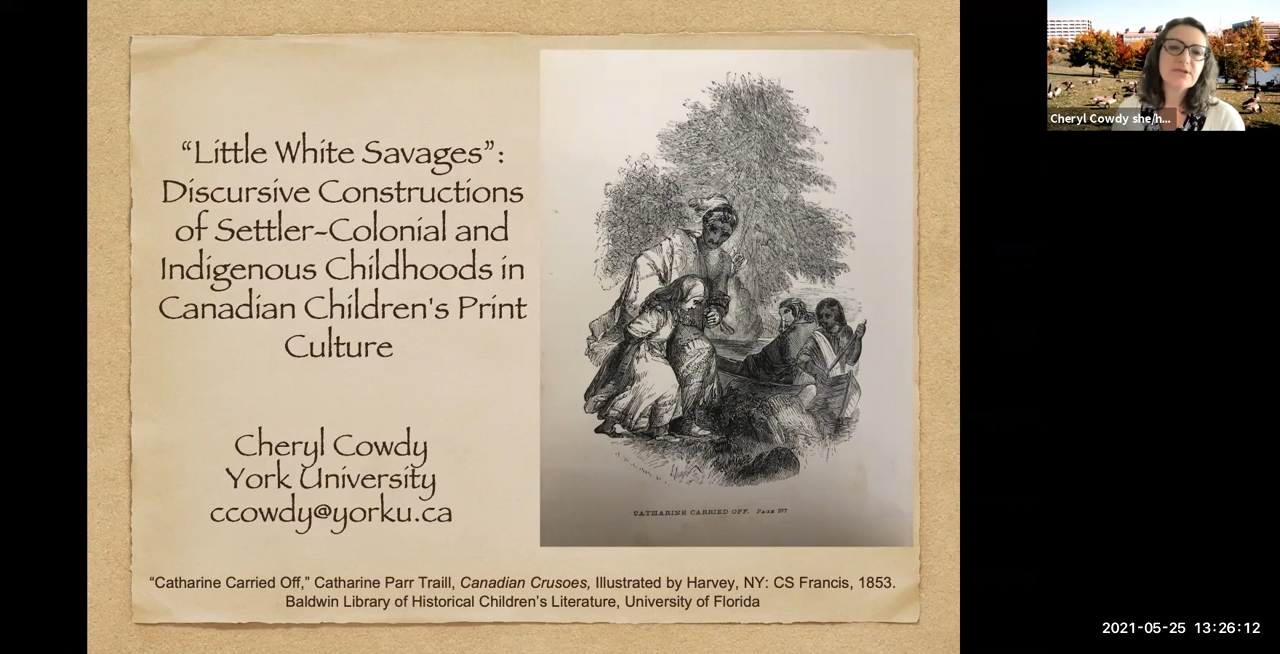 “Little White Savages”:
Discursive Constructions
of Settler-Colonial and
Indigenous Childhoods in
Canadian Children's Print
Culture
Cheryl Cowdy
York University
ccowdy@yorku.ca
CATHARINE CARRIED OFF. PAGE 377
“Catharine Carried Off,” Catharine Parr Traill, Canadian Crusoes, Illustrated by Harvey, NY: CS Francis, 1853.
Baldwin Library of Historical Children’s Literature, University of Florida
Cheryl Cowdy she/h...
2021-05-25 13:26:12